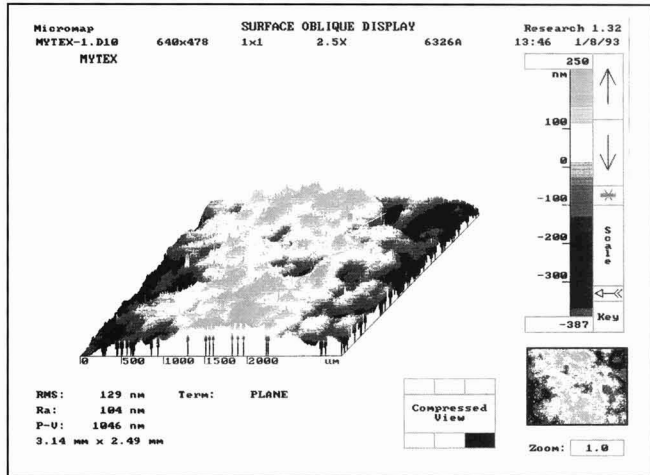 Micromap SURFACE OBLIQUE DISPLAY Research 1.32
MYTEX-1.D10 640x478 1x1 2.5X 6326A 13:46 1/8/93
MYTEX
250
nm
100
0
-100
-200
-300
-387
Scale
Key
0 500 1000 1500 2000 um
RMS: 129 nm Term: PLANE
Ra: 104 nm
P-V: 1046 nm
3.14 mm x 2.49 mm
Compressed
View
Zoom: 1.0